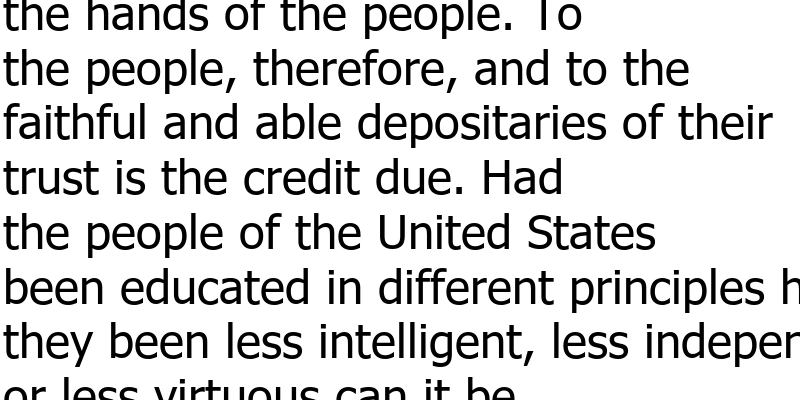 the hands of the people. To
the people, therefore, and to the
faithful and able depositaries of their
trust is the credit due. Had
the people of the United States
been educated in different principles h
they been less intelligent, less indepen
or less virtuous can it be